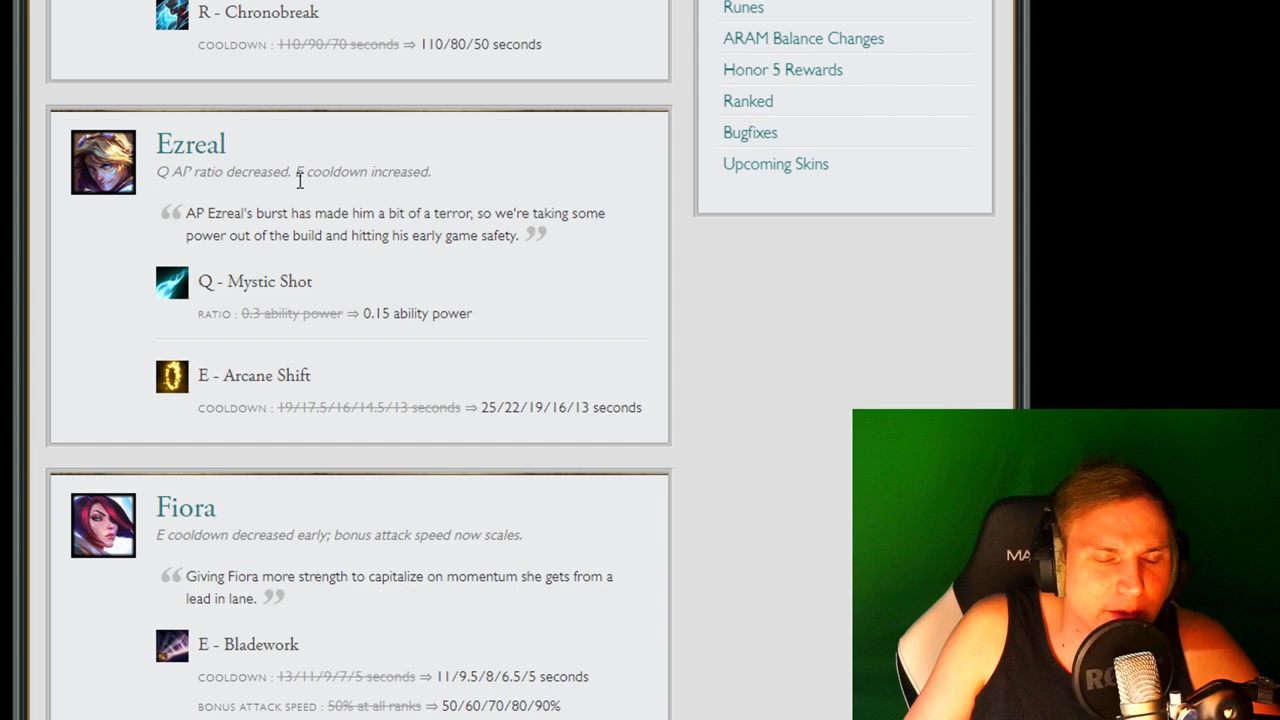 R - Chronobreak
COOLDOWN : 110/90/70 seconds ⇒ 110/80/50 seconds
Ezreal
Q AP ratio decreased. E cooldown increased.
“ AP Ezreal's burst has made him a bit of a terror, so we're taking some
power out of the build and hitting his early game safety. ”
Q - Mystic Shot
RATIO : 0.3 ability power ⇒ 0.15 ability power
E - Arcane Shift
COOLDOWN : 19/17.5/16/14.5/13 seconds ⇒ 25/22/19/16/13 seconds
Fiora
E cooldown decreased early; bonus attack speed now scales.
“ Giving Fiora more strength to capitalize on momentum she gets from a
lead in lane. ”
E - Bladework
COOLDOWN : 13/11/9/7/5 seconds ⇒ 11/9.5/8/6.5/5 seconds
BONUS ATTACK SPEED : 50% at all ranks ⇒ 50/60/70/80/90%
Runes
ARAM Balance Changes
Honor 5 Rewards
Ranked
Bugfixes
Upcoming Skins